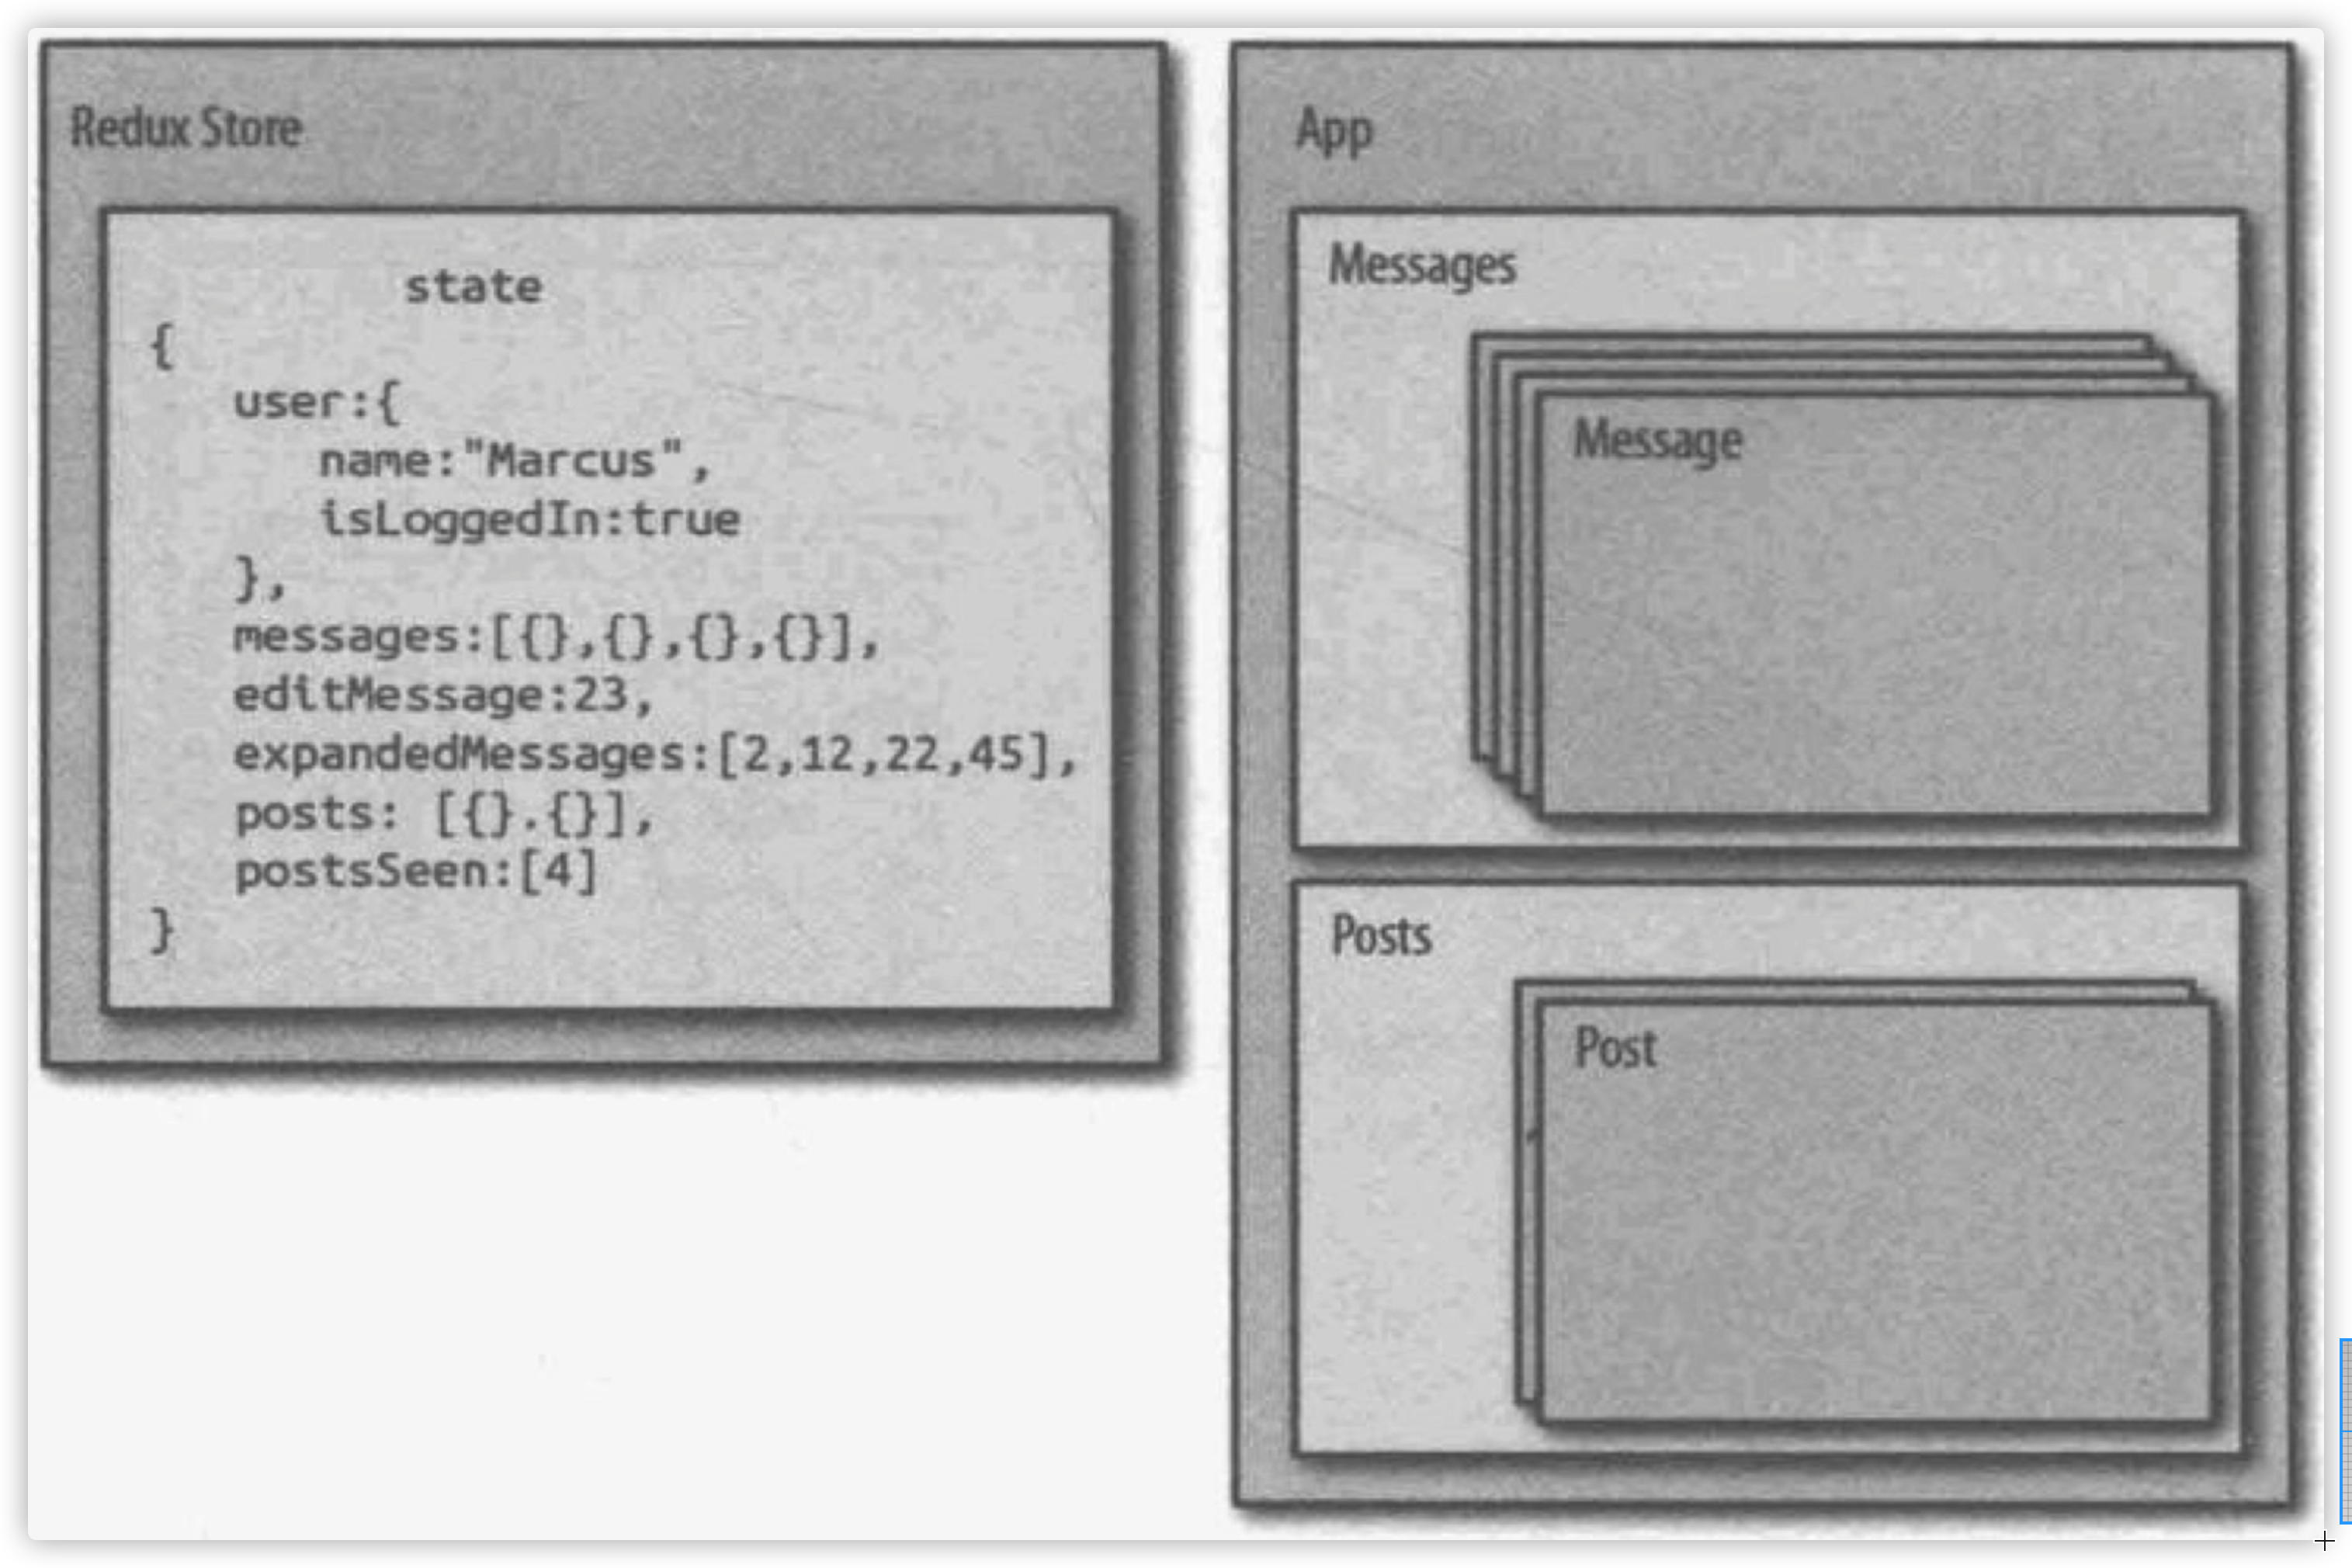 Redux Store
state
{
user:{
name:"Marcus",
isLoggedIn:true
},
messages:[{},{},{},{}],
editMessage:23,
expandedMessages:[2,12,22,45],
posts: [{}.{}],
postsSeen:[4]
}
App
Messages
Message
Posts
Post